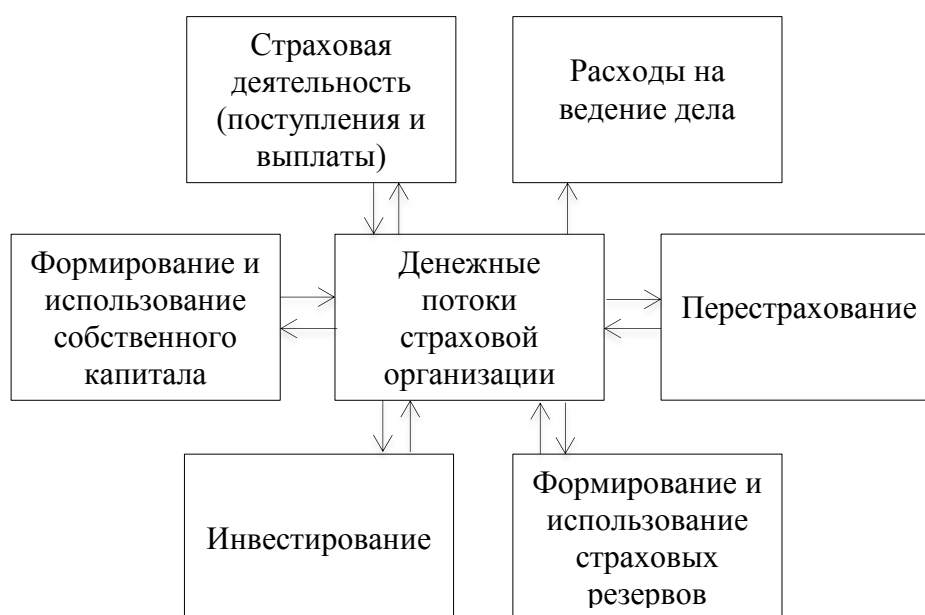 Страховая
деятельность
(поступления и
выплаты)
Расходы на
ведение дела
Формирование и
использование
собственного
капитала
Денежные
потоки
страховой
организации
Перестрахование
Инвестирование
Формирование и
использование
страховых
резервов